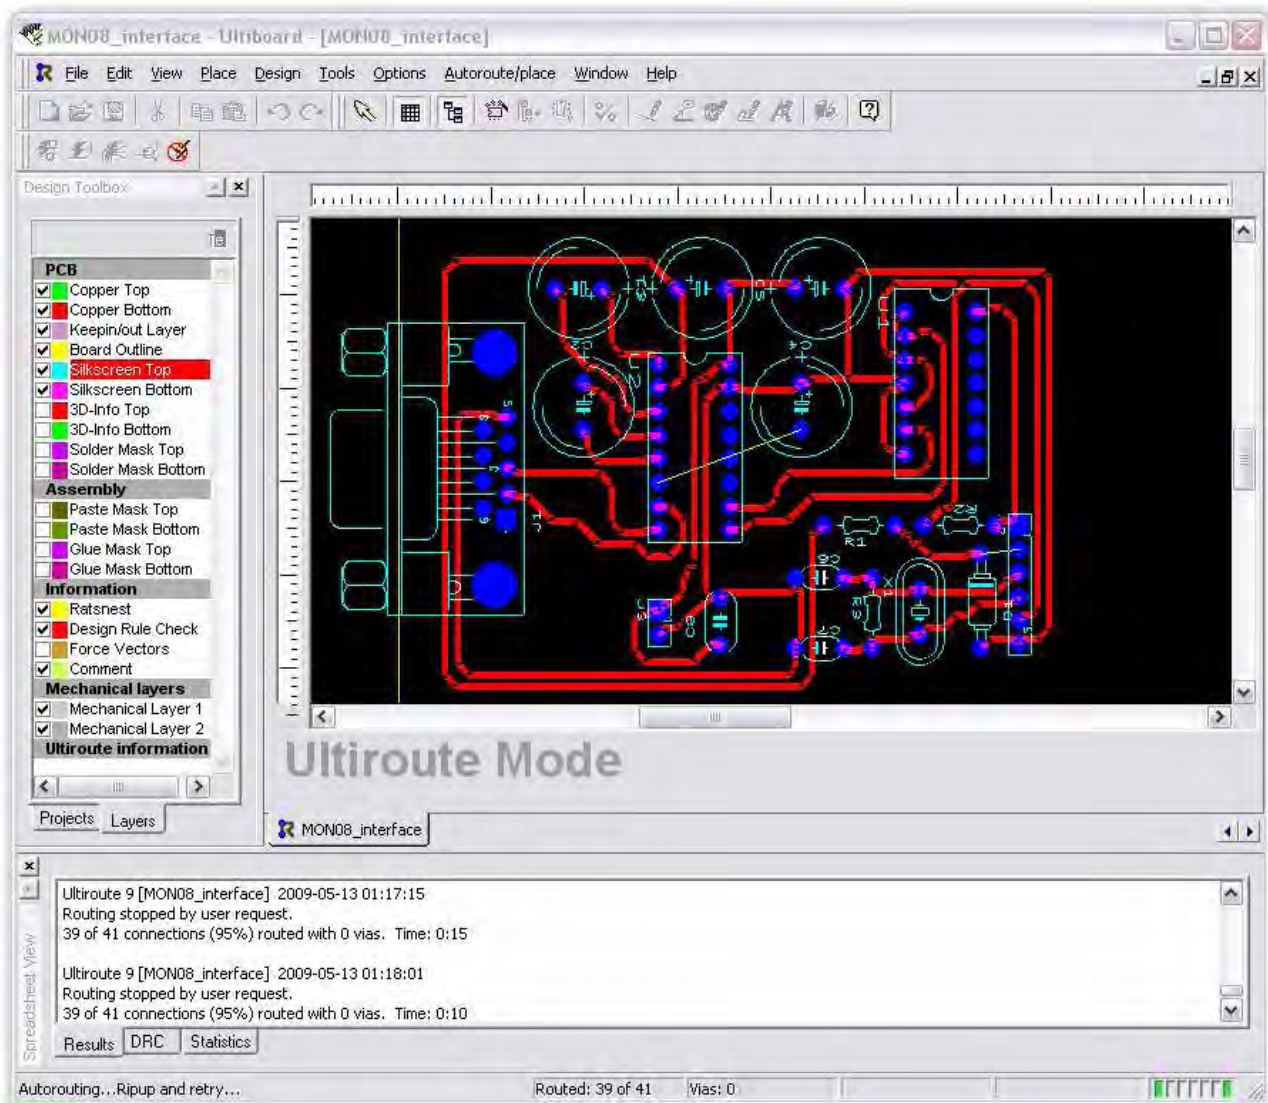 MON08_interface - Ultiboard - [MON08_interface]
File Edit View Place Design Tools Options Autoroute/place Window Help
Design Toolbox
PCB
Copper Top
Copper Bottom
Keepin/out Layer
Board Outline
Silkscreen Top
Silkscreen Bottom
3D-Info Top
3D-Info Bottom
Solder Mask Top
Solder Mask Bottom
Assembly
Paste Mask Top
Paste Mask Bottom
Glue Mask Top
Glue Mask Bottom
Information
Ratsnest
Design Rule Check
Force Vectors
Comment
Mechanical layers
Mechanical Layer 1
Mechanical Layer 2
Ultiroute information
Projects Layers
C4
U2
J1
R1
R2
R3
X1
Ultiroute Mode
MON08_interface
Spreadsheet View
Ultiroute 9 [MON08_interface] 2009-05-13 01:17:15
Routing stopped by user request.
39 of 41 connections (95%) routed with 0 vias. Time: 0:15
Ultiroute 9 [MON08_interface] 2009-05-13 01:18:01
Routing stopped by user request.
39 of 41 connections (95%) routed with 0 vias. Time: 0:10
Results DRC Statistics
Autorouting...Ripup and retry... Routed: 39 of 41 Vias: 0